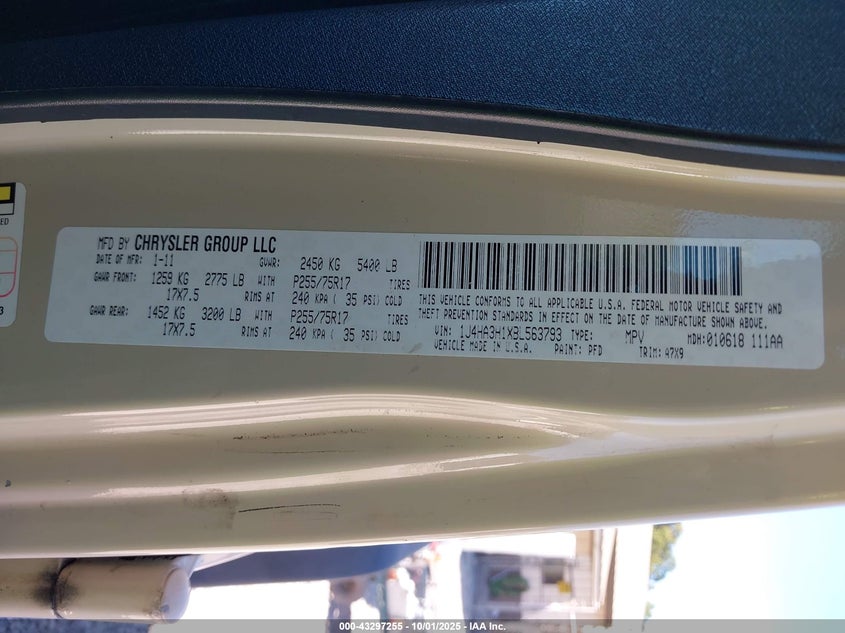 ED
3
MFD BY CHRYSLER GROUP LLC
DATE OF MFR: 1-11 GVWR: 2450 KG 5400 LB
GAWR FRONT: 1259 KG 2775 LB WITH P255/75R17 TIRES
17X7.5 RIMS AT 240 KPA ( 35 PSI) COLD
GAWR REAR: 1452 KG 3200 LB WITH P255/75R17 TIRES
17X7.5 RIMS AT 240 KPA ( 35 PSI) COLD
THIS VEHICLE CONFORMS TO ALL APPLICABLE U.S.A. FEDERAL MOTOR VEHICLE SAFETY AND
THEFT PREVENTION STANDARDS IN EFFECT ON THE DATE OF MANUFACTURE SHOWN ABOVE.
VIN: 1J4HA3H1XBL563793 TYPE: MPV MDH: 010618 111AA
VEHICLE MADE IN U.S.A. PAINT: PFD TRIM: 47X9
000-43297255 - 10/01/2025 - IAA Inc.